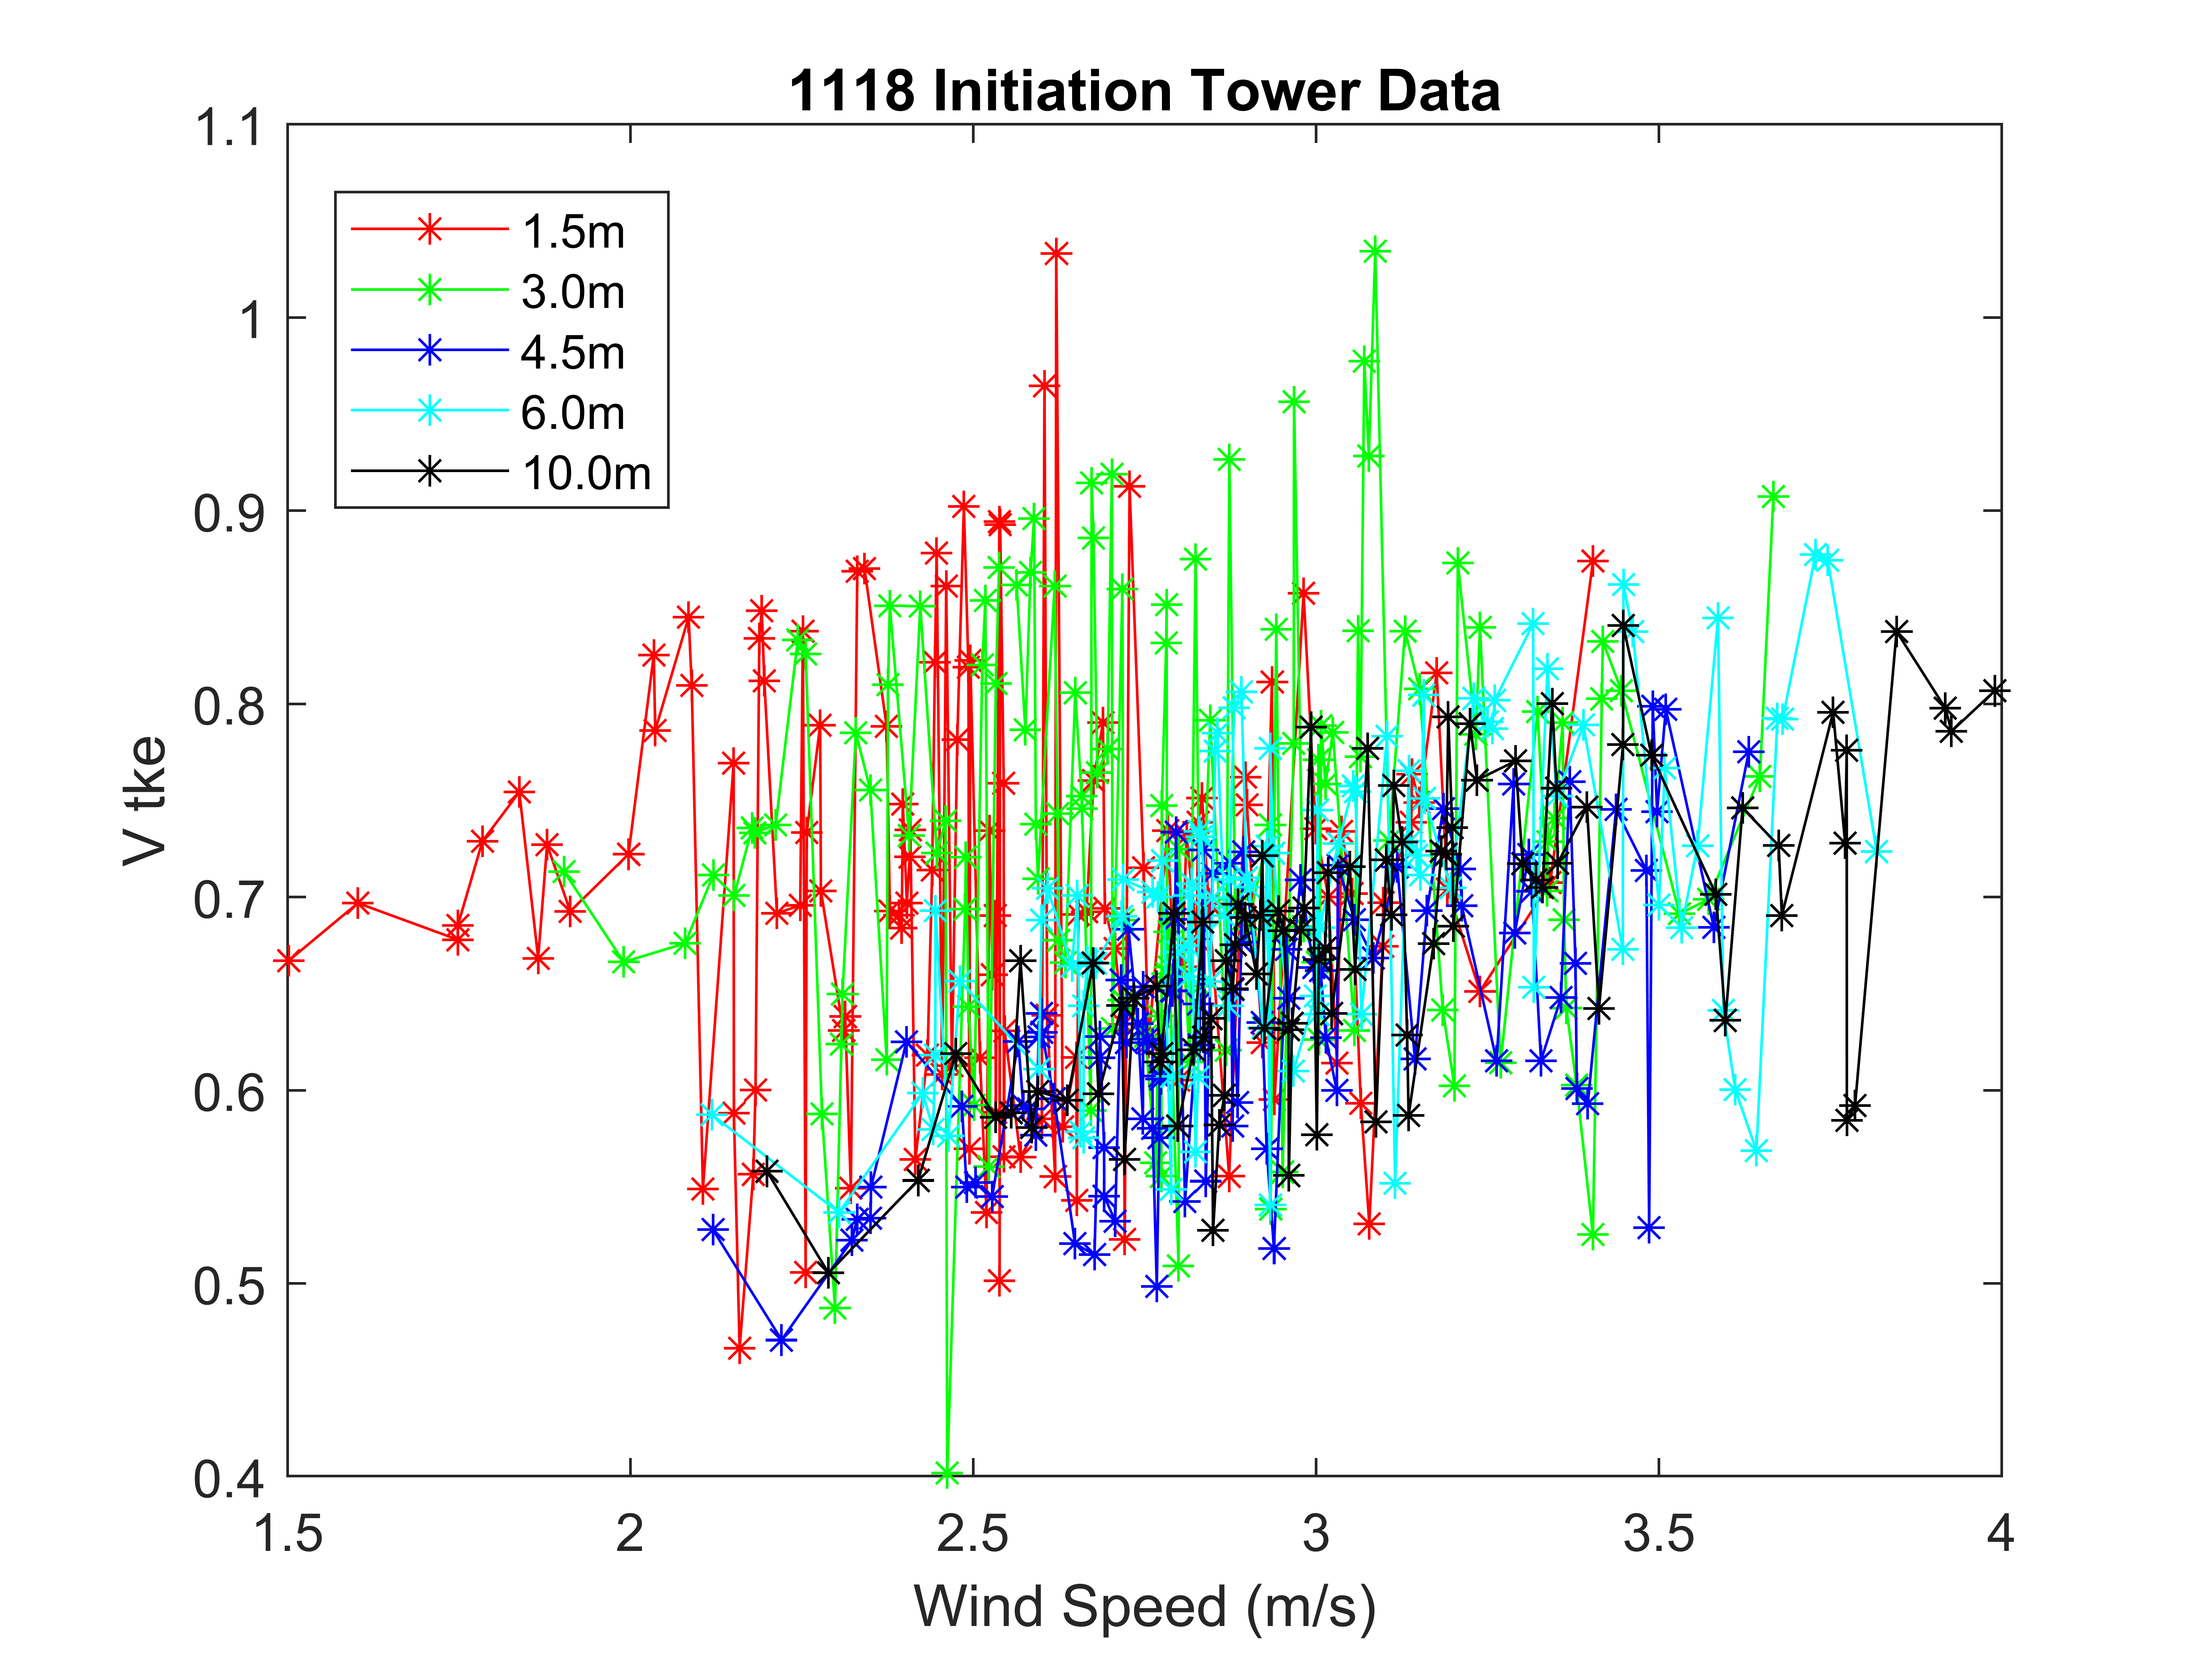 1118 Initiation Tower Data
1.1
1
0.9
0.8
0.7
0.6
0.5
0.4
V tke
1.5m
3.0m
4.5m
6.0m
10.0m
1.5 2 2.5 3 3.5 4
Wind Speed (m/s)